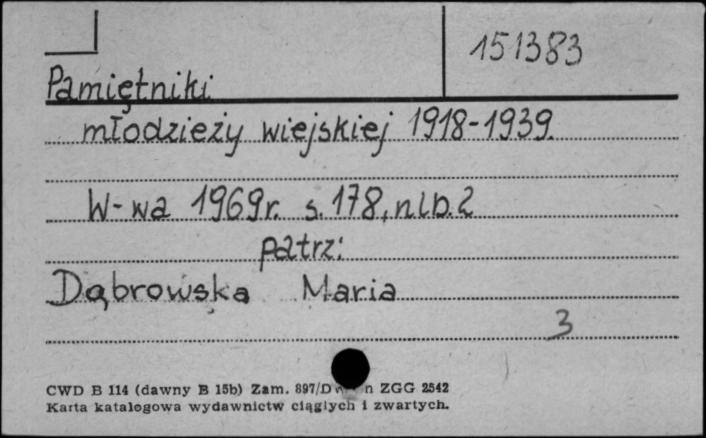 151383
Pamiętniki
młodzieży wiejskiej 1918-1939.
W-wa 1969r. s. 178, nlb. 2
patrz:
Dąbrowska Maria
3
CWD B 114 (dawny B 15b) Zam. 897/ ZGG 2542
Karta katalogowa wydawnictw ciągłych i zwartych.